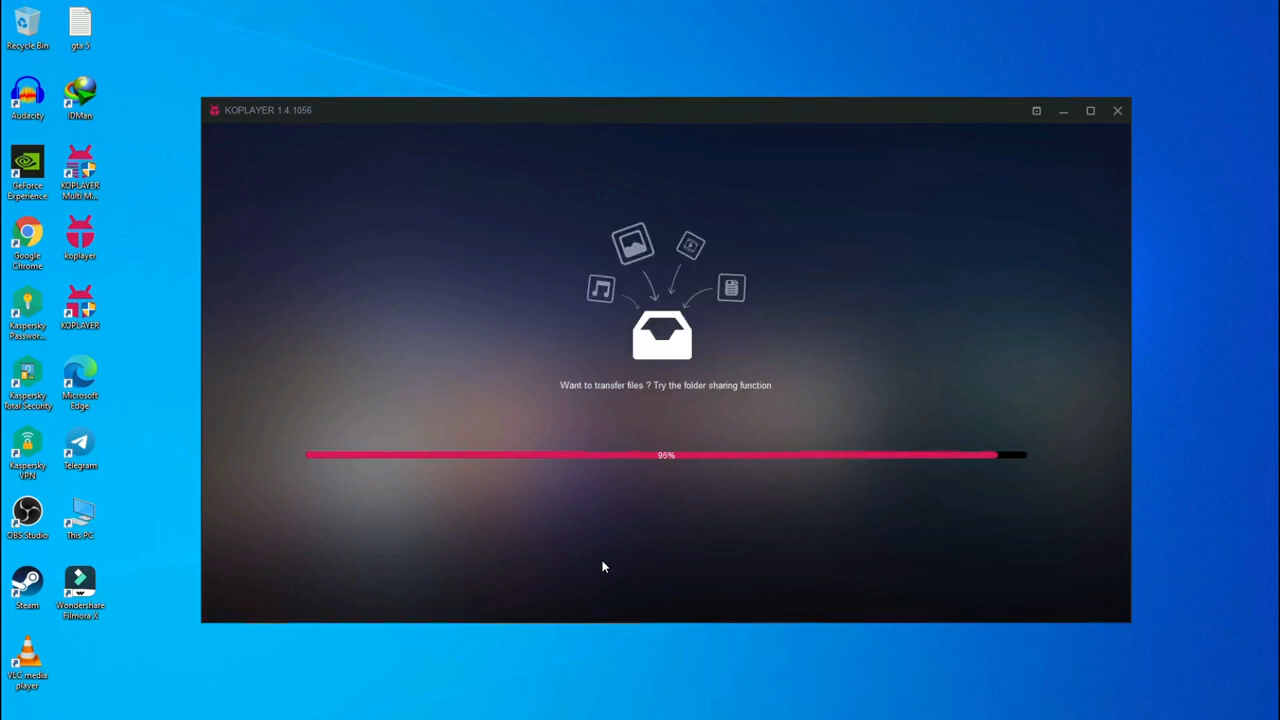 Recycle Bin
gta 5
Audacity
IDMan
GeForce
Experience
KOPLAYER
Multi M...
Google
Chrome
koplayer
Kaspersky
Passwor...
KOPLAYER
Kaspersky
Total Security
Microsoft
Edge
Kaspersky
VPN
Telegram
OBS Studio
This PC
Steam
Wondershare
Filmora X
VLC media
player
KOPLAYER 1.4.1056
Want to transfer files ? Try the folder sharing function
96%